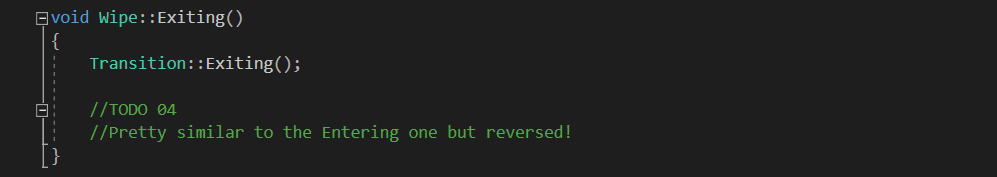 void Wipe::Exiting()
{
Transition::Exiting();
//TODO 04
//Pretty similar to the Entering one but reversed!
}